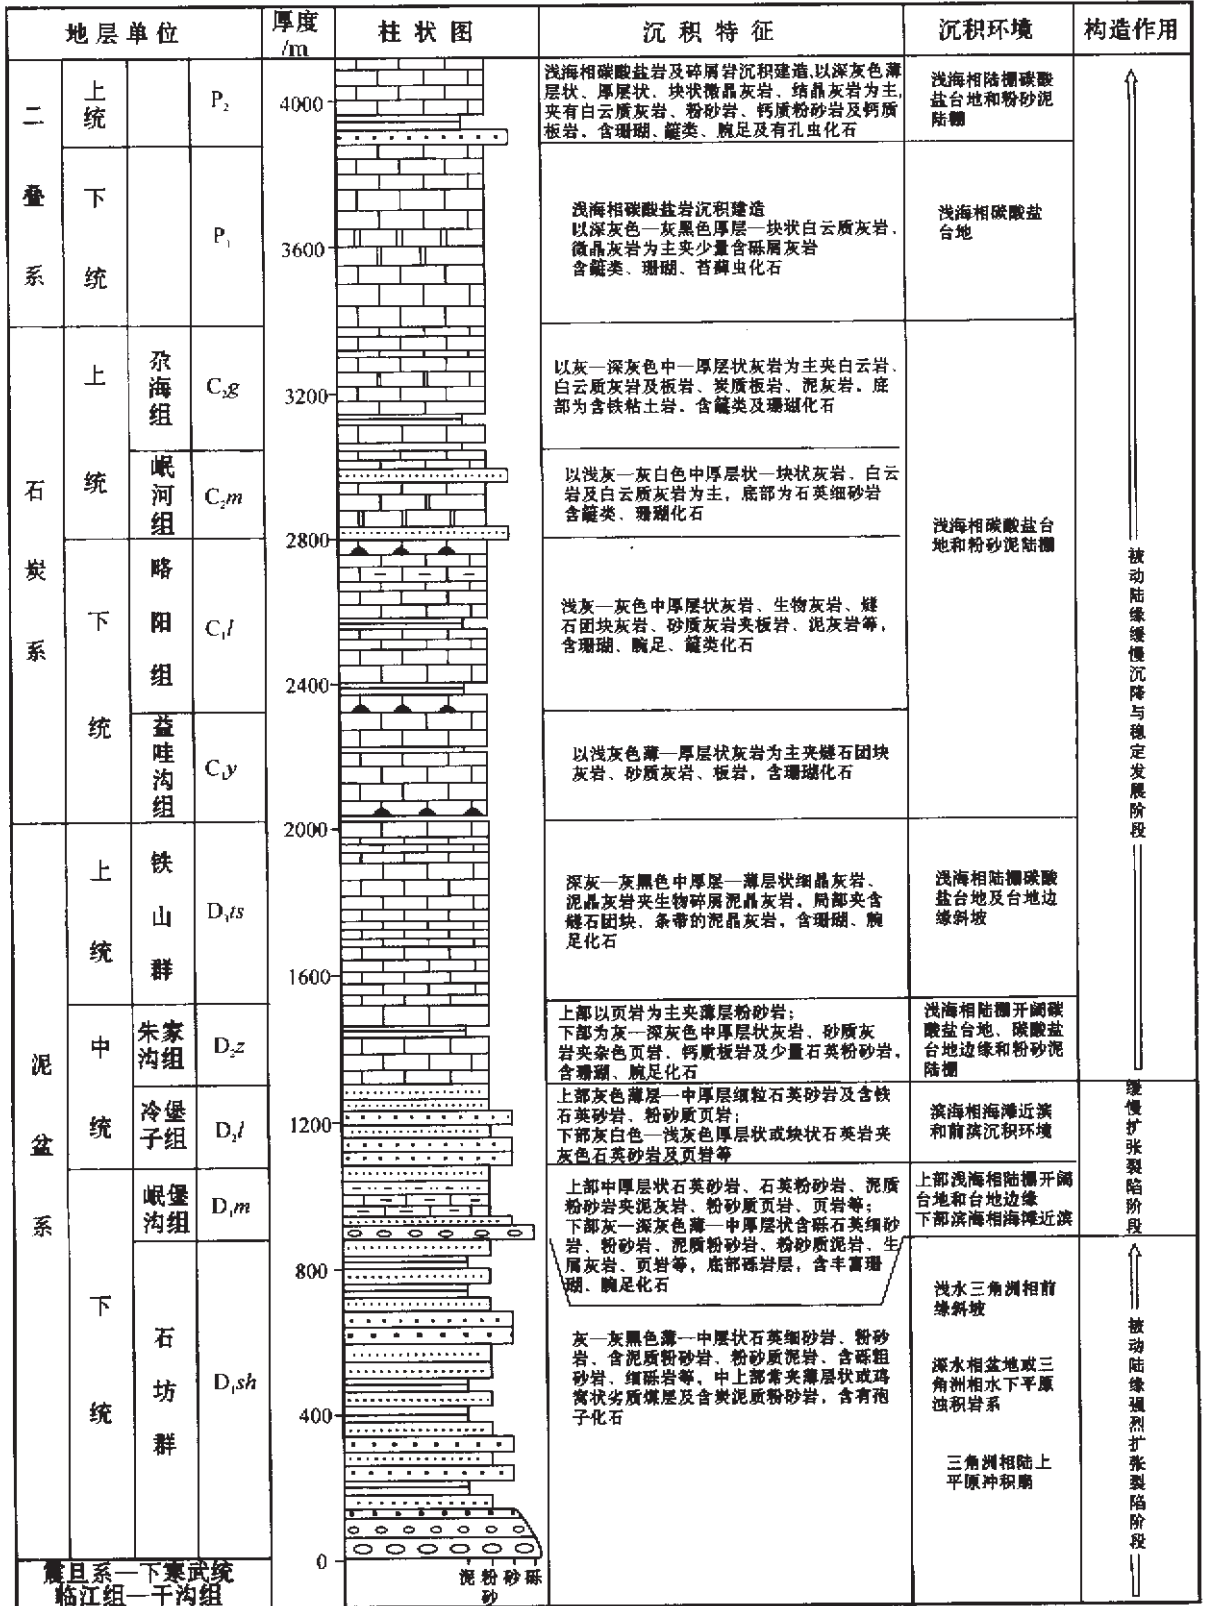 地层单位
厚度
/m
柱状图
沉积特征
沉积环境
构造作用
二叠系
上统
P₂
4000
浅海相碳酸盐岩及碎屑岩沉积建造,以深灰色薄
层状、厚层状、块状微晶灰岩、结晶灰岩为主,
夹有白云质灰岩、粉砂岩、钙质粉砂岩及钙质
板岩。含珊瑚、䗴类、腕足及有孔虫化石
浅海相陆棚碳酸
盐台地和粉砂泥
陆棚
下统
P₁
3600
浅海相碳酸盐岩沉积建造
以深灰色—灰黑色厚层—块状白云质灰岩、
微晶灰岩为主夹少量含砾屑灰岩
含䗴类、珊瑚、苔藓虫化石
浅海相碳酸盐
台地
石炭系
上统
尕海组
C₂g
3200
以灰—深灰色中—厚层状灰岩为主夹白云岩、
白云质灰岩及板岩、炭质板岩、泥灰岩。底
部为含铁粘土岩。含䗴类及珊瑚化石
岷河组
C₂m
2800
以浅灰—灰白色中厚层状—块状灰岩、白云
岩及白云质灰岩为主，底部为石英细砂岩
含䗴类、珊瑚化石
浅海相碳酸盐台
地和粉砂泥陆棚
下统
略阳组
C₁l
2400
浅灰—灰色中厚层状灰岩、生物灰岩、燧
石团块灰岩、砂质灰岩夹板岩、泥灰岩等,
含珊瑚、腕足、䗴类化石
益哇沟组
C₁y
2000
以浅灰色薄—厚层状灰岩为主夹燧石团块
灰岩、砂质灰岩、板岩，含珊瑚化石
被动陆缘缓慢沉降与稳定发展阶段
泥盆系
上统
铁山群
D₃ts
1600
深灰—灰黑色中厚层—薄层状细晶灰岩、
泥晶灰岩夹生物碎屑泥晶灰岩。局部夹含
燧石团块、条带的泥晶灰岩，含珊瑚、腕
足化石
浅海相陆棚碳酸
盐台地及台地边
缘斜坡
中统
朱家
沟组
D₂z
上部以页岩为主夹薄层粉砂岩；
下部为灰—深灰色中厚层状灰岩、砂质灰
岩夹杂色页岩、钙质板岩及少量石英粉砂岩,
含珊瑚、腕足化石
浅海相陆棚开阔碳
酸盐台地、碳酸盐
台地边缘和粉砂泥
陆棚
冷堡
子组
D₂l
1200
上部灰色薄层—中厚层细粒石英砂岩及含铁
石英砂岩、粉砂质页岩；
下部灰白色—浅灰色厚层状或块状石英岩夹
灰色石英砂岩及页岩等
滨海相海滩近滨
和前滨沉积环境
缓慢扩张裂陷阶段
下统
岷堡
沟组
D₁m
上部中厚层状石英砂岩、石英粉砂岩、泥质
粉砂岩夹泥灰岩、粉砂质页岩、页岩等；
下部灰—深灰色薄—中厚层状含砾石英细砂
岩、粉砂岩、泥质粉砂岩、粉砂质泥岩、生
屑灰岩、页岩等，底部砾岩层，含丰富珊
瑚、腕足化石
上部浅海相陆棚开阔
台地和台地边缘
下部滨海相海滩近滨
石坊群
D₁sh
800
400
0
灰—灰黑色薄—中层状石英细砂岩、粉砂
岩、含泥质粉砂岩、粉砂质泥岩、含砾粗
砂岩、细砾岩等。中上部常夹薄层状或鸡
窝状劣质煤层及含炭泥质粉砂岩，含有孢
子化石
浅水三角洲相前
缘斜坡
深水相盆地或三
角洲相水下平原
浊积岩系
三角洲相陆上
平原冲积扇
被动陆缘强烈扩张裂陷阶段
震旦系—下寒武统
临江组—干沟组
泥 粉砂 砂 砾